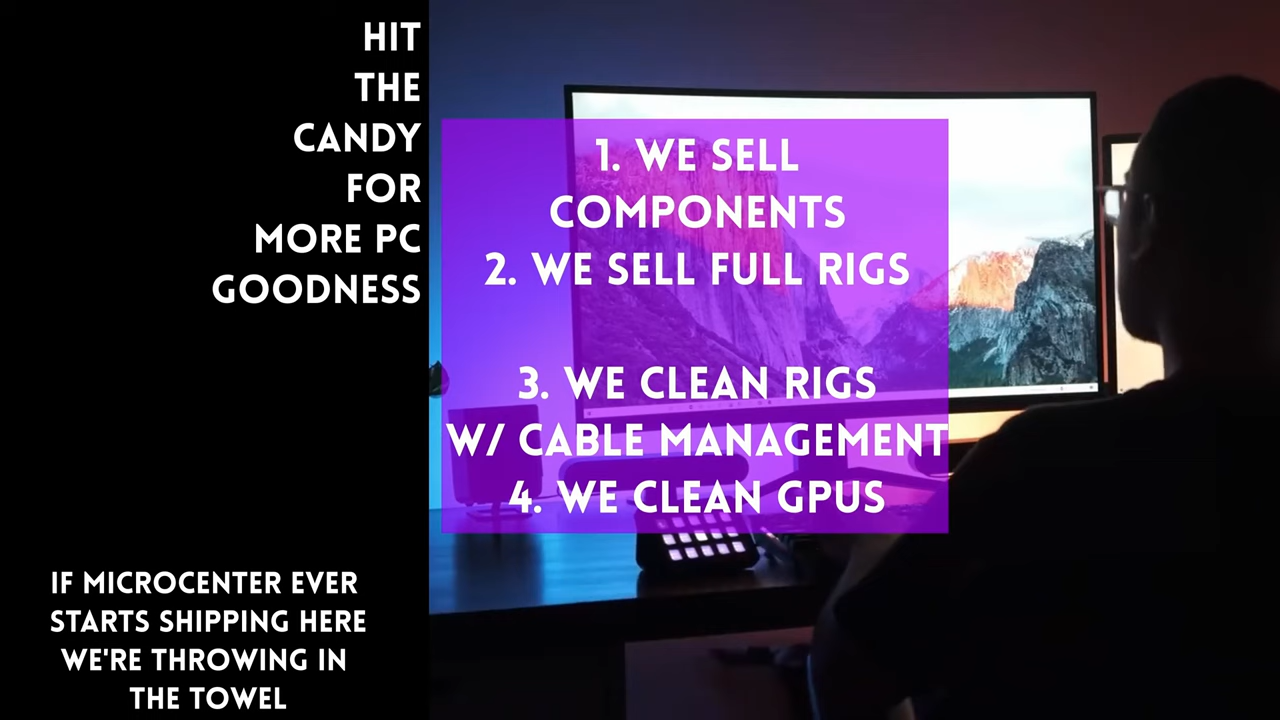 HIT
THE
CANDY
FOR
MORE PC
GOODNESS
1. WE SELL
COMPONENTS
2. WE SELL FULL RIGS
3. WE CLEAN RIGS
W/ CABLE MANAGEMENT
4. WE CLEAN GPUS
IF MICROCENTER EVER
STARTS SHIPPING HERE
WE'RE THROWING IN
THE TOWEL